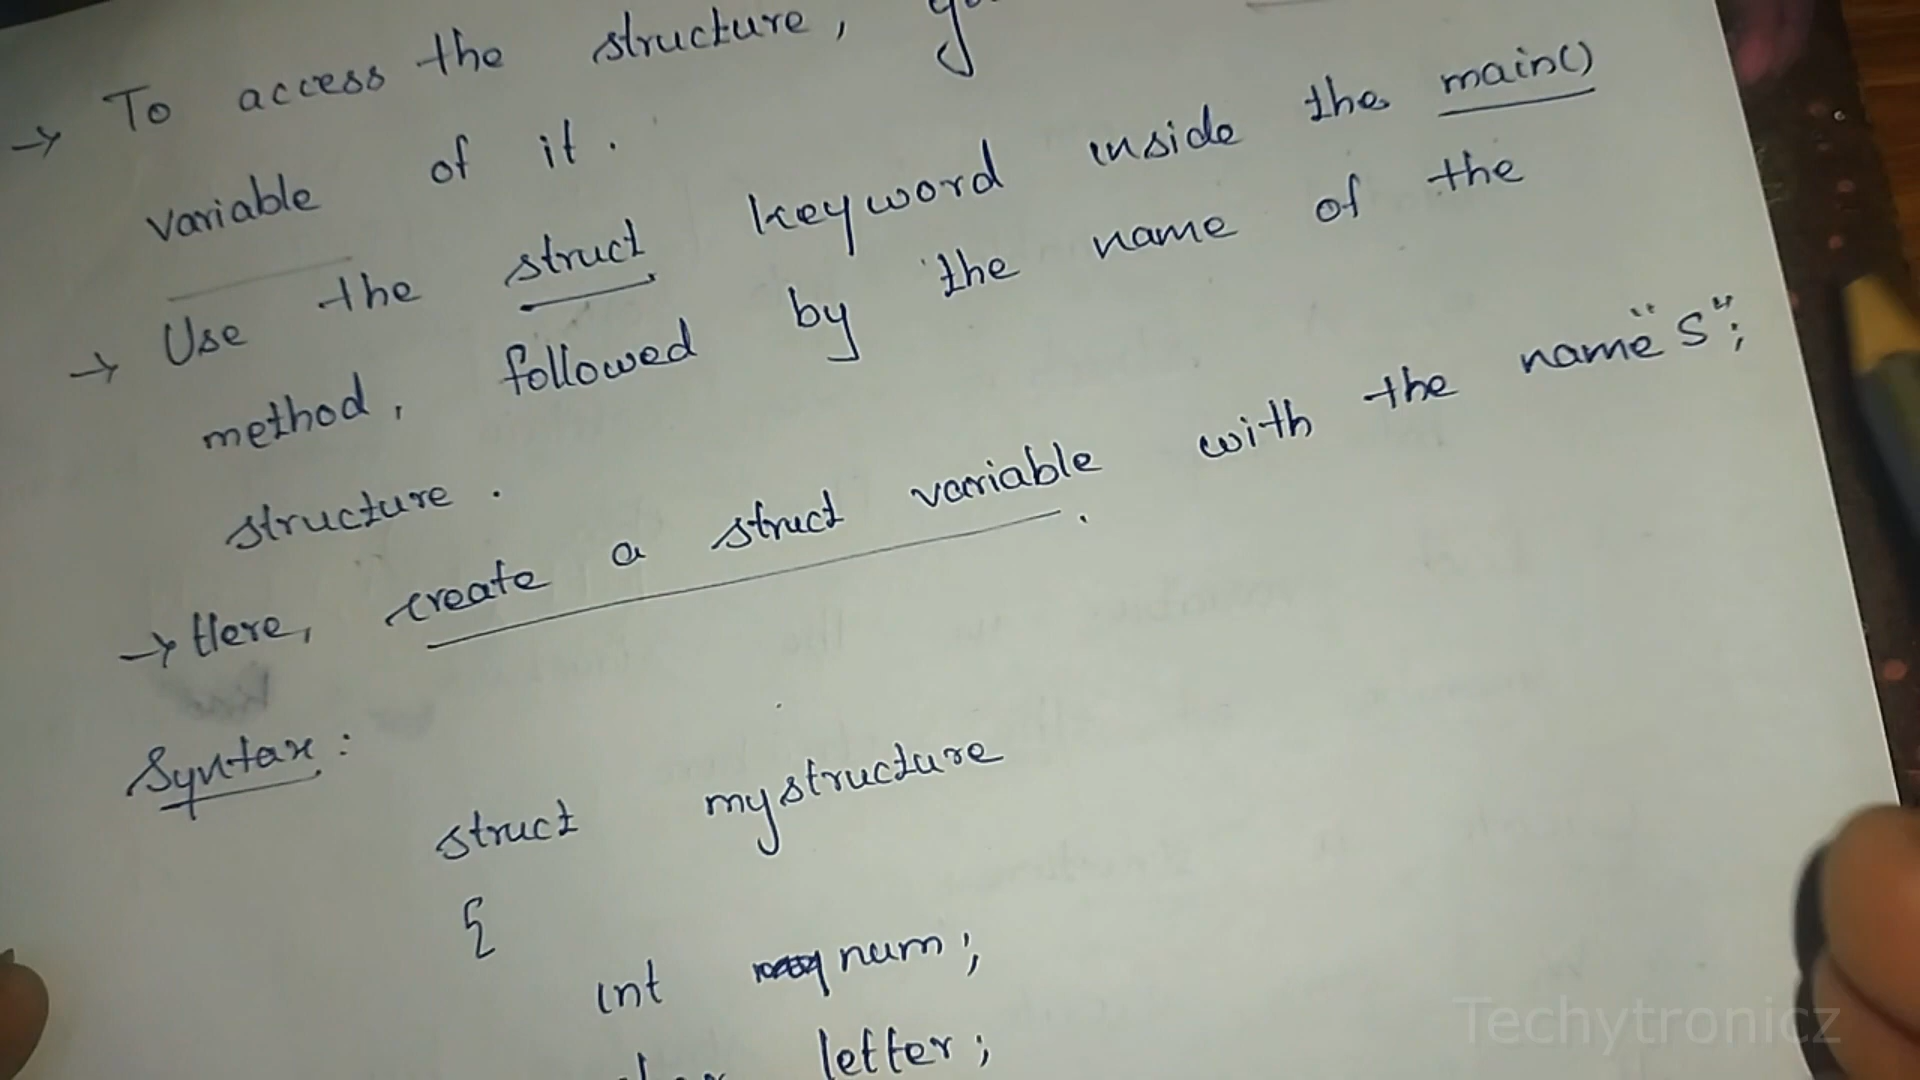 → To access the structure,
variable of it.
→ Use the struct keyword inside the main()
method, followed by the name of the
structure.
→ Here, create a struct variable with the name "S";
Syntax:
struct mystructure
{
int num;
letter;
Techytronicz